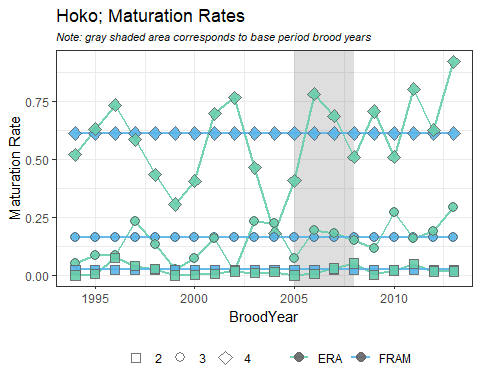 Hoko; Maturation Rates
Note: gray shaded area corresponds to base period brood years
Maturation Rate
0.75
0.50
0.25
0.00
1995 2000 2005 2010
BroodYear
2 3 4 ERA FRAM